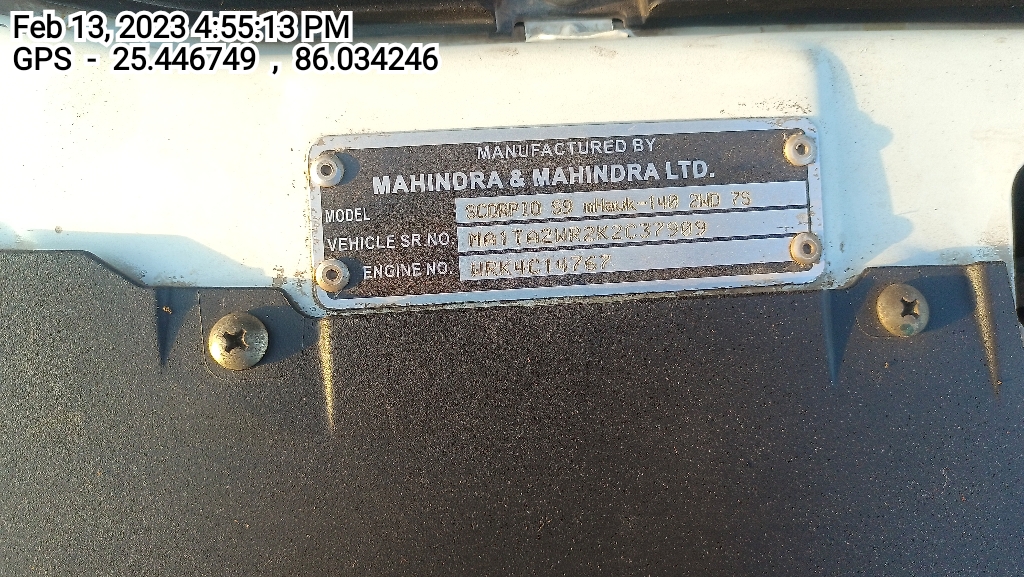 Feb 13, 2023 4:55:13 PM
GPS - 25.446749 , 86.034246
MANUFACTURED BY
MAHINDRA & MAHINDRA LTD.
MODEL SCORPIO S9 mHawk-140 2WD 7S
VEHICLE SR NO. MA1TA2WR2K2C37909
ENGINE NO. WRK4C14767